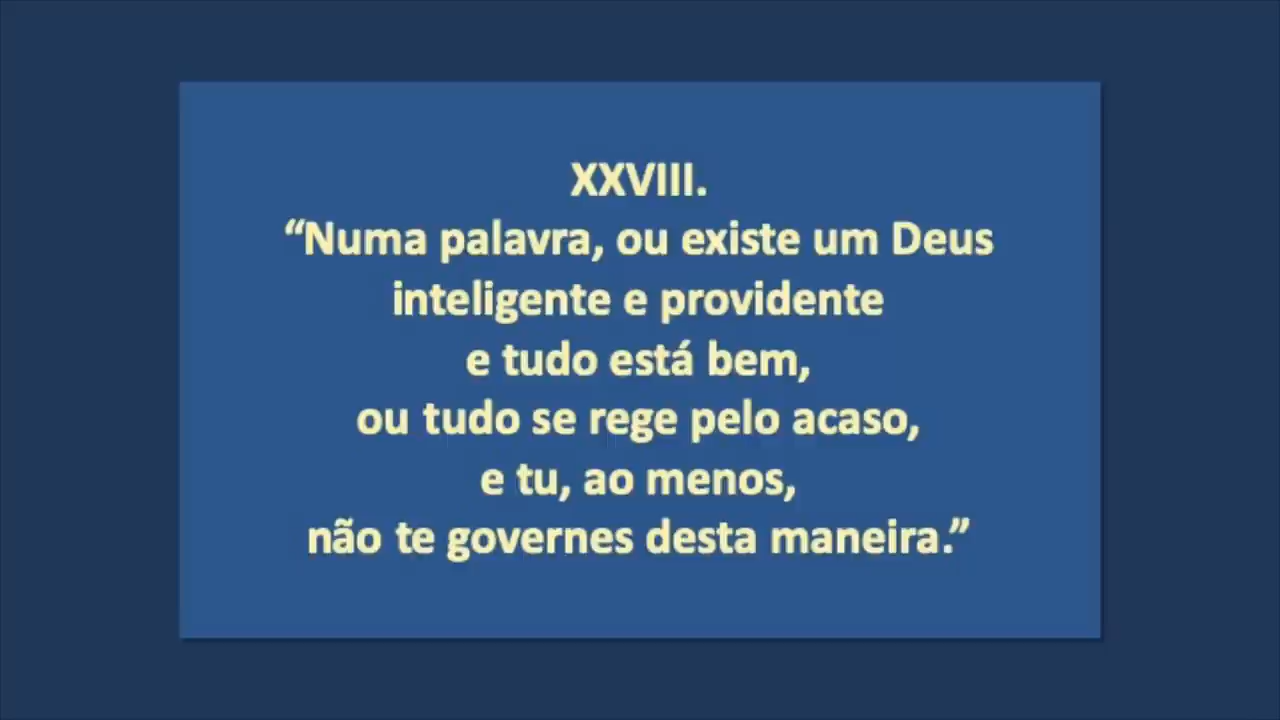 XXVIII.
“Numa palavra, ou existe um Deus
inteligente e providente
e tudo está bem,
ou tudo se rege pelo acaso,
e tu, ao menos,
não te governes desta maneira.”